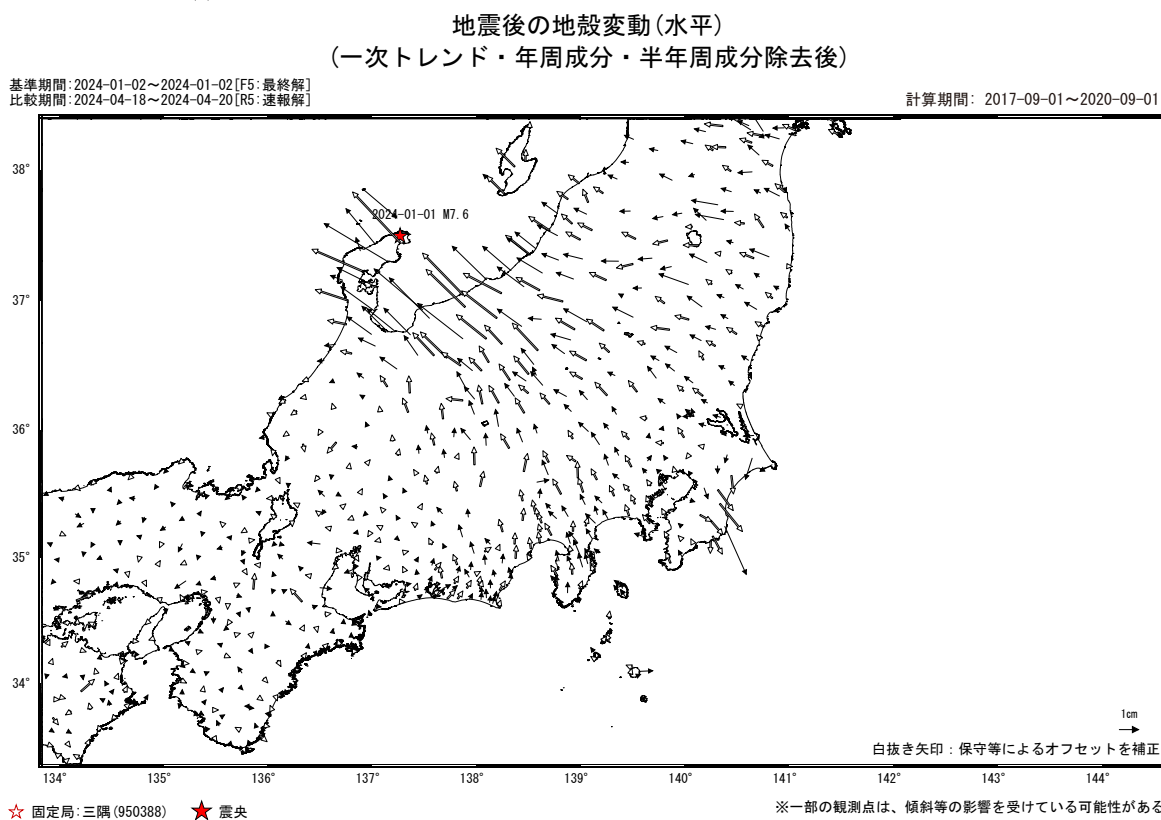 地震後の地殻変動(水平)
(一次トレンド・年周成分・半年周成分除去後)
基準期間:2024-01-02～2024-01-02[F5:最終解]
比較期間:2024-04-18～2024-04-20[R5:速報解]
計算期間: 2017-09-01～2020-09-01
38°
2024-01-01 M7.6
37°
36°
35°
34°
1cm
白抜き矢印：保守等によるオフセットを補正
134° 135° 136° 137° 138° 139° 140° 141° 142° 143° 144°
☆ 固定局:三隅(950388) ★ 震央
※一部の観測点は、傾斜等の影響を受けている可能性がある